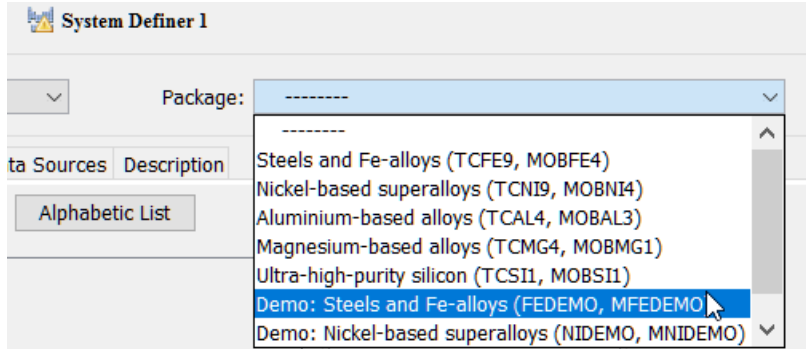 System Definer 1
Package: --------
--------
ta Sources Description
Steels and Fe-alloys (TCFE9, MOBFE4)
Nickel-based superalloys (TCNI9, MOBNI4)
Alphabetic List
Aluminium-based alloys (TCAL4, MOBAL3)
Magnesium-based alloys (TCMG4, MOBMG1)
Ultra-high-purity silicon (TCSI1, MOBSI1)
Demo: Steels and Fe-alloys (FEDEMO, MFEDEMO)
Demo: Nickel-based superalloys (NIDEMO, MNIDEMO)